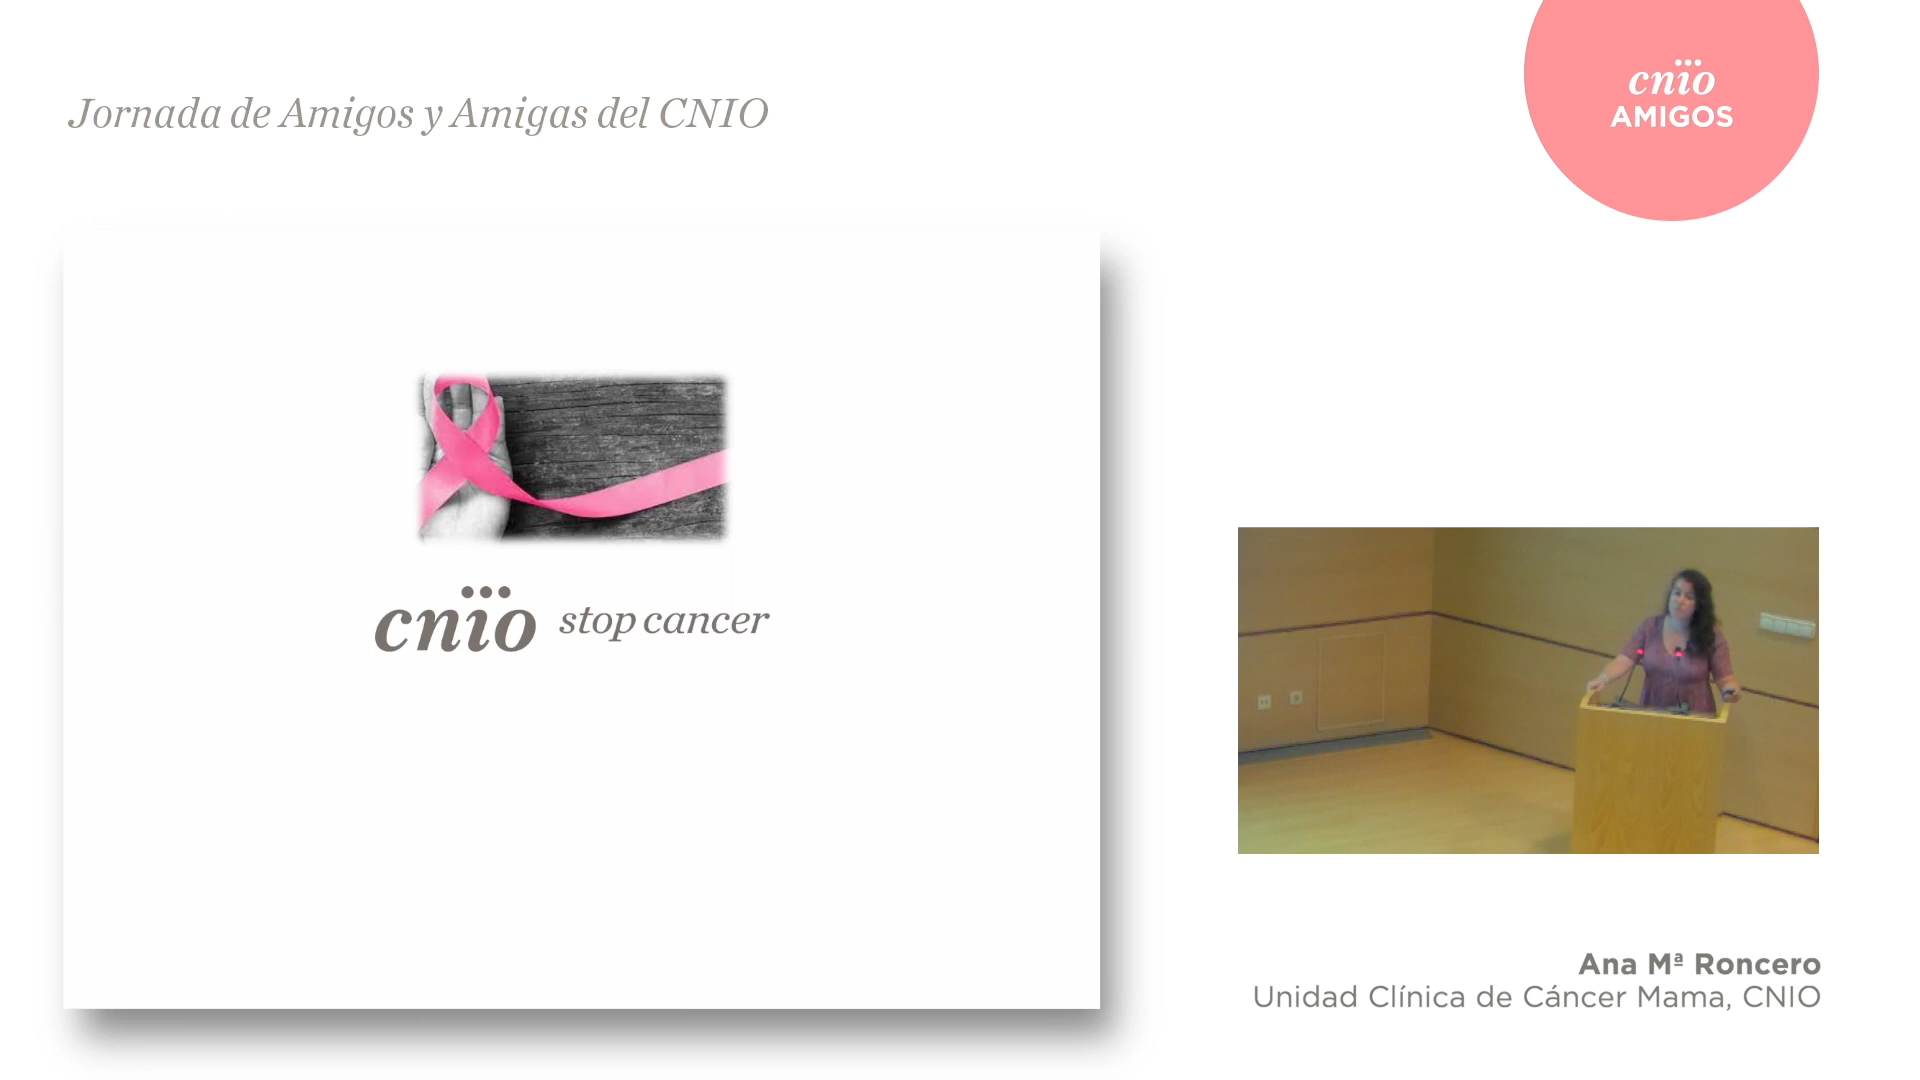 Jornada de Amigos y Amigas del CNIO
cnio
AMIGOS
cnio stop cancer
Ana Mª Roncero
Unidad Clínica de Cáncer Mama, CNIO